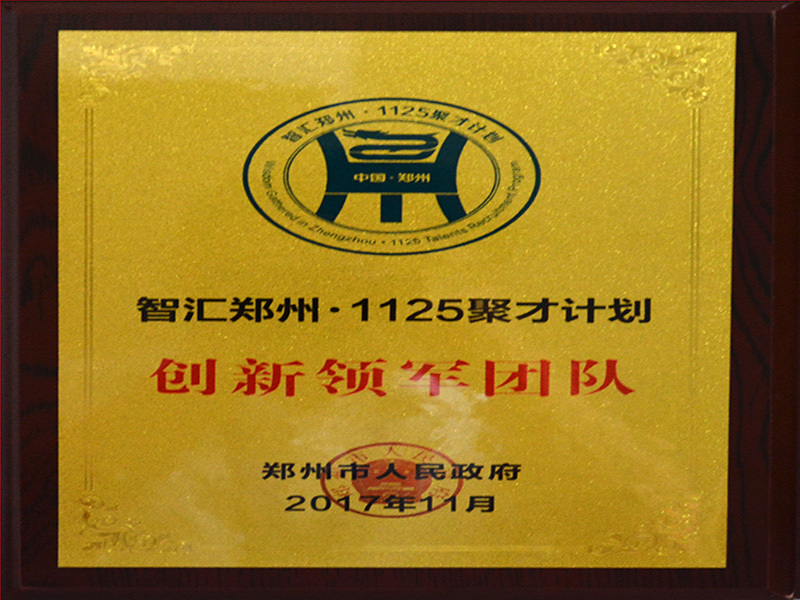 智汇郑州·1125聚才计划
中国·郑州
Wisdom Gathered in Zhengzhou · 1125 Talents Recruitment Program
智汇郑州·1125聚才计划
创新领军团队
郑州市人民政府
2017年11月